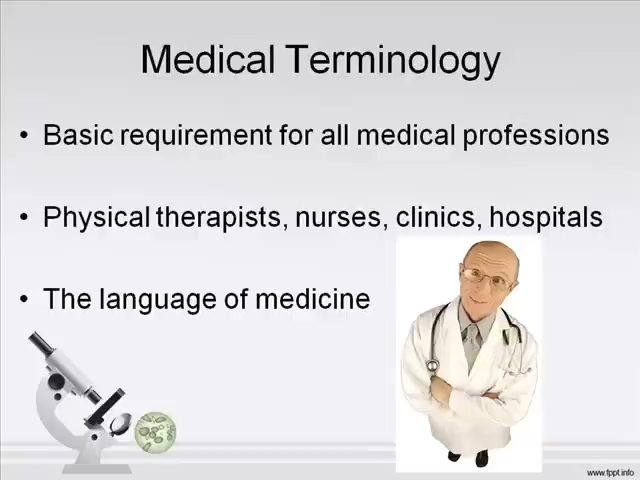 Medical Terminology
• Basic requirement for all medical professions
• Physical therapists, nurses, clinics, hospitals
• The language of medicine
www.fppt.info